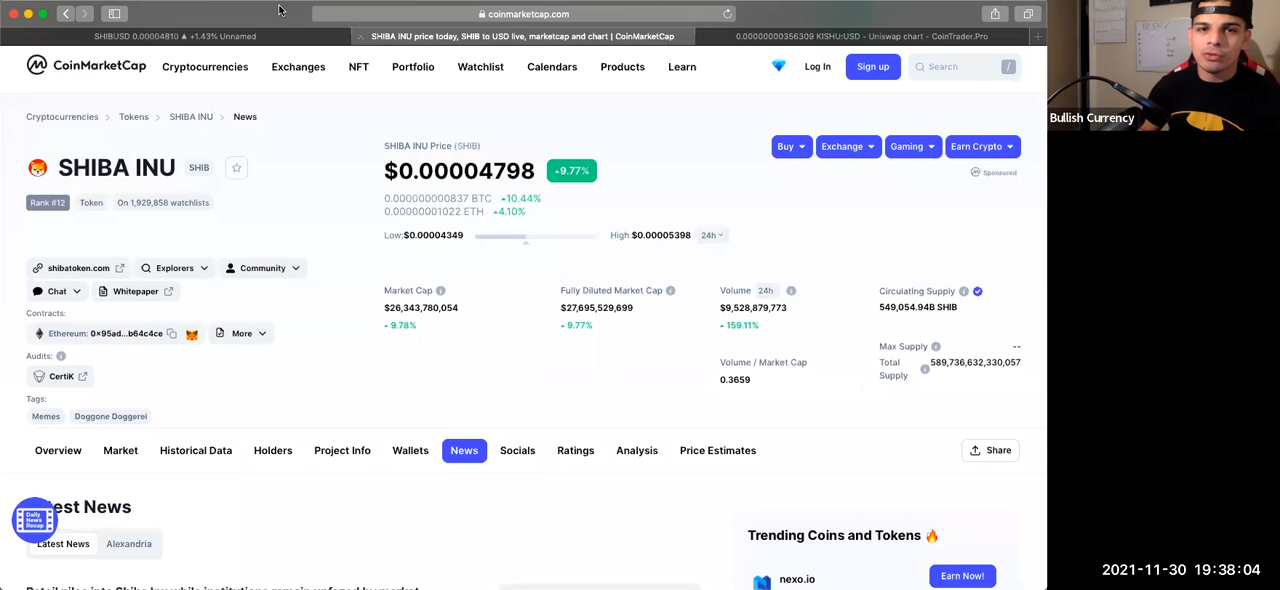 coinmarketcap.com
SHIBUSD 0.00004810 ▲ +1.43% Unnamed
SHIBA INU price today, SHIB to USD live, marketcap and chart | CoinMarketCap
0.00000000356309 KISHU:USD - Uniswap chart - CoinTrader.Pro
CoinMarketCap
Cryptocurrencies
Exchanges
NFT
Portfolio
Watchlist
Calendars
Products
Learn
Log In
Sign up
Search
/
Bullish Currency
Cryptocurrencies > Tokens > SHIBA INU > News
SHIBA INU SHIB
Rank #12
Token
On 1,929,858 watchlists
SHIBA INU Price (SHIB)
$0.00004798
9.77%
0.000000000837 BTC 10.44%
0.00000001022 ETH 4.10%
Low:$0.00004349
High:$0.00005398
24h
Buy
Exchange
Gaming
Earn Crypto
Sponsored
shibatoken.com
Explorers
Community
Chat
Whitepaper
Contracts:
Ethereum: 0x95ad...b64c4ce
More
Audits:
CertiK
Tags:
Memes
Doggone Doggerel
Market Cap
$26,343,780,054
9.78%
Fully Diluted Market Cap
$27,695,529,699
9.77%
Volume 24h
$9,528,879,773
159.11%
Volume / Market Cap
0.3659
Circulating Supply
549,054.94B SHIB
Max Supply
--
Total Supply
589,736,632,330,057
Overview
Market
Historical Data
Holders
Project Info
Wallets
News
Socials
Ratings
Analysis
Price Estimates
Share
News
Daily News Recap
Latest News
Alexandria
Trending Coins and Tokens 🔥
nexo.io
Earn Now!
2021-11-30 19:38:04